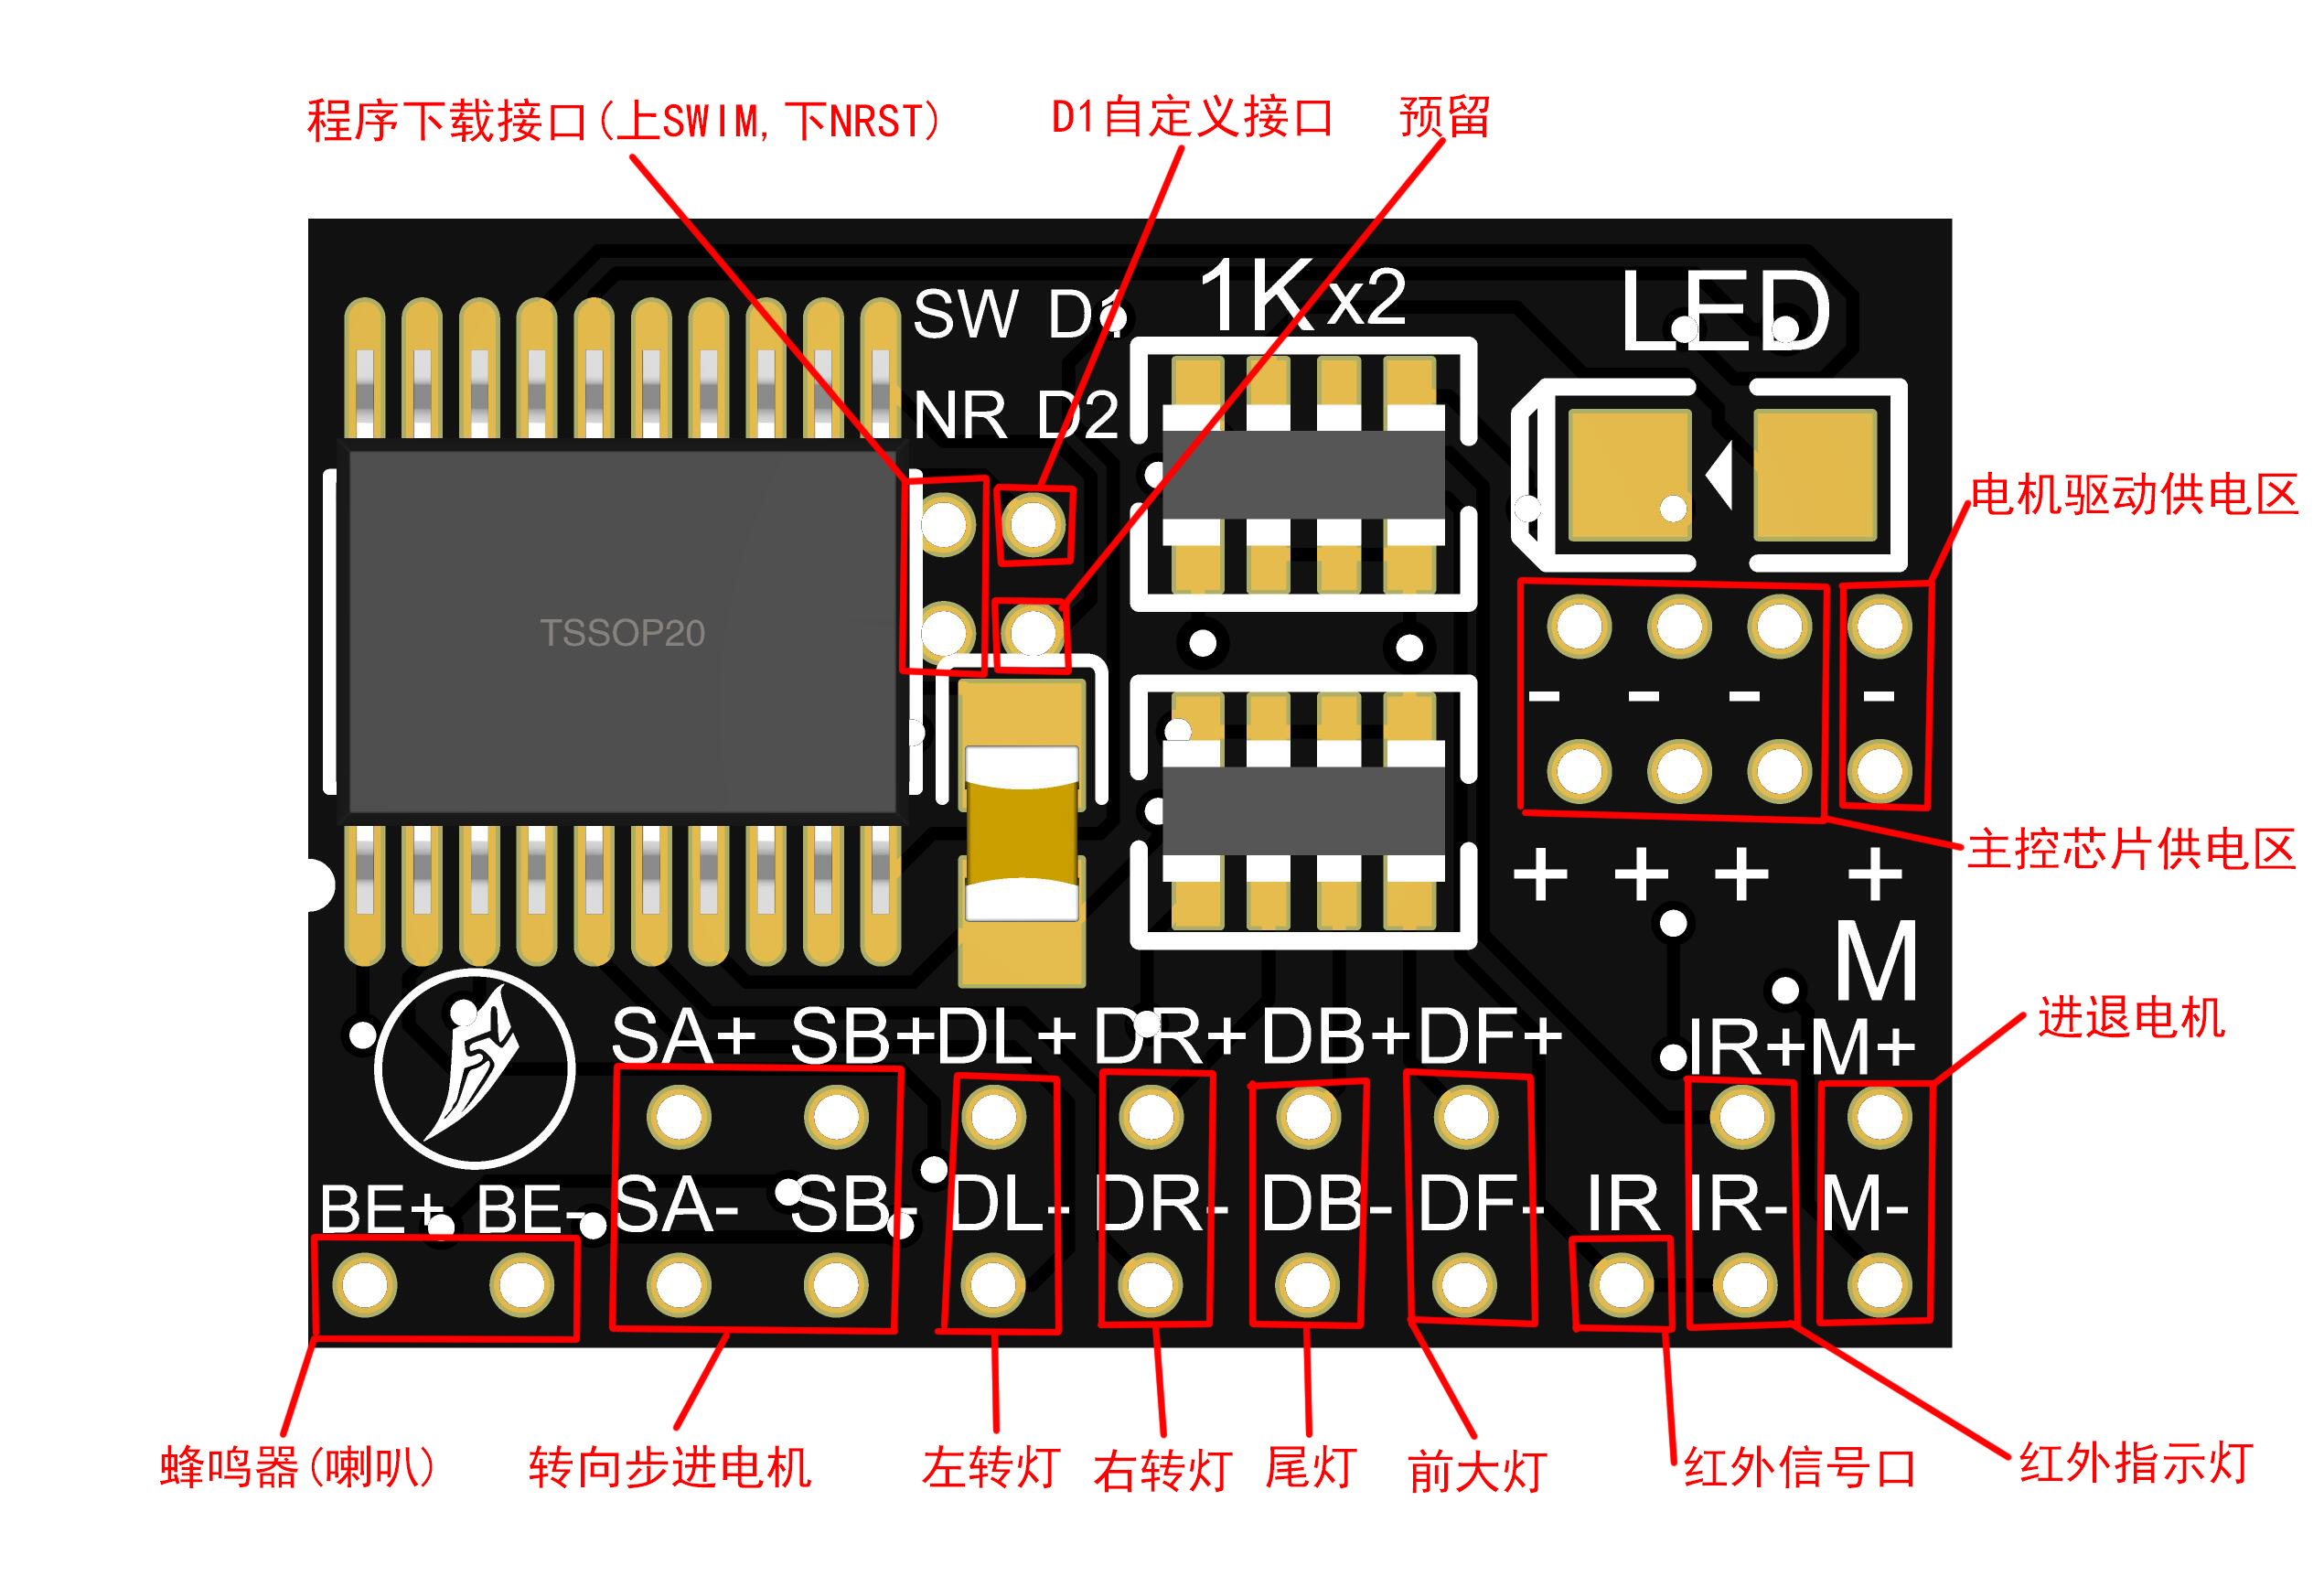 程序下载接口(上SWIM,下NRST)
D1自定义接口
预留
SW D1
1Kx2
LED
NR D2
电机驱动供电区
TSSOP20
- - - -
主控芯片供电区
+ + + +
M
进退电机
SA+ SB+ DL+ DR+ DB+ DF+ IR+ M+
BE+ BE- SA- SB- DL- DR- DB- DF- IR IR- M-
蜂鸣器(喇叭)
转向步进电机
左转灯
右转灯
尾灯
前大灯
红外信号口
红外指示灯